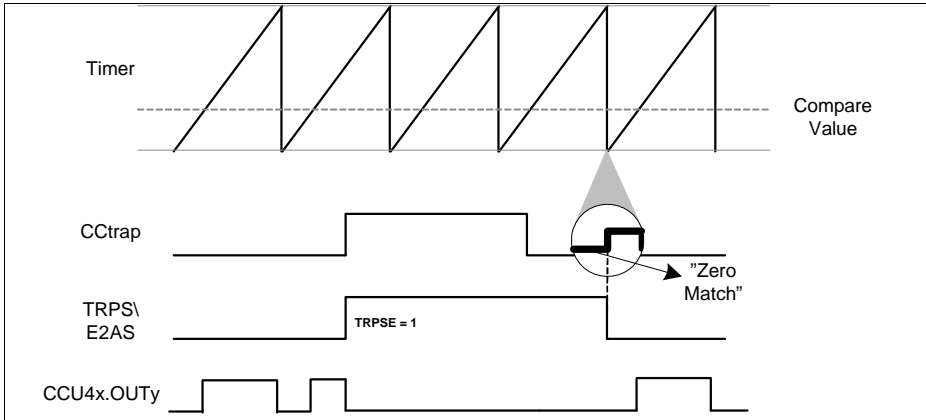 Timer
Compare
Value
CCtrap
"Zero
Match"
TRPS\
E2AS
TRPSE = 1
CCU4x.OUTy